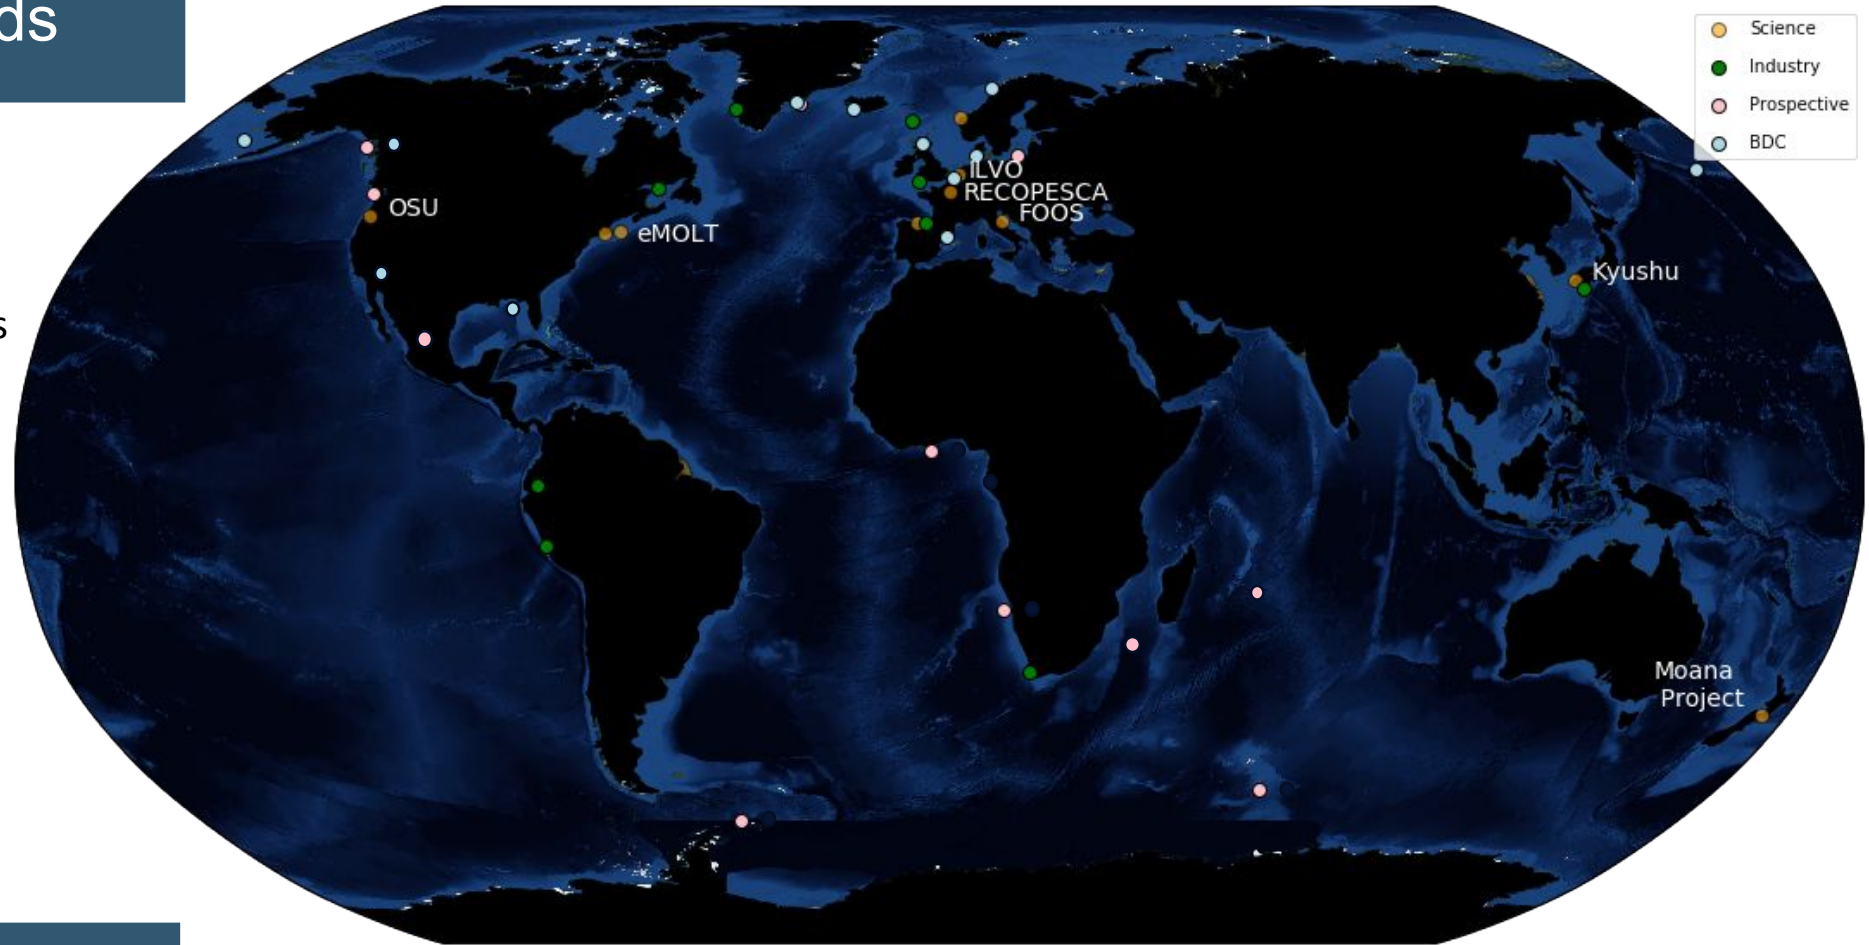 ds
s
Science
Industry
Prospective
BDC
ILVO
RECOPESCA
FOOS
OSU
eMOLT
Kyushu
Moana
Project